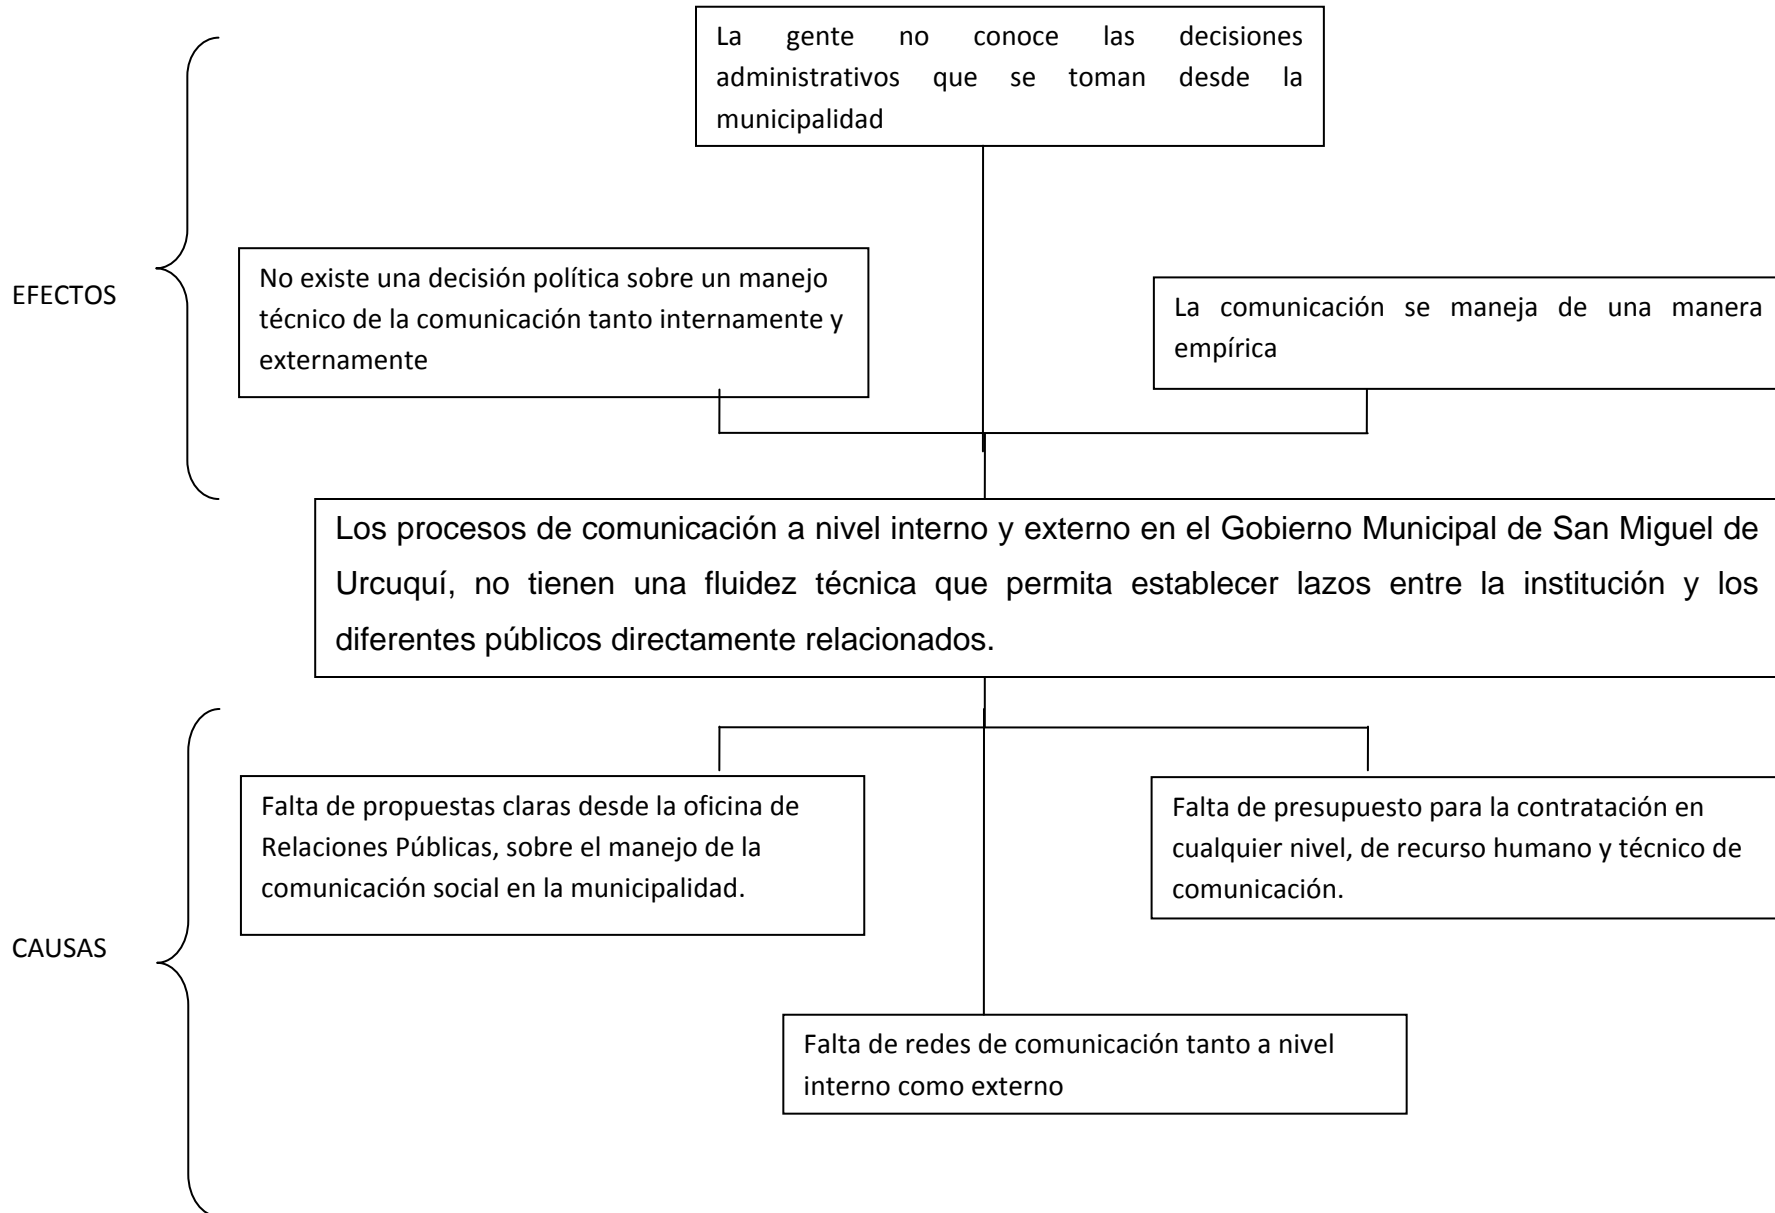 La gente no conoce las decisiones
administrativos que se toman desde la
municipalidad
EFECTOS
No existe una decisión política sobre un manejo
técnico de la comunicación tanto internamente y
externamente
La comunicación se maneja de una manera
empírica
Los procesos de comunicación a nivel interno y externo en el Gobierno Municipal de San Miguel de
Urcuquí, no tienen una fluidez técnica que permita establecer lazos entre la institución y los
diferentes públicos directamente relacionados.
Falta de propuestas claras desde la oficina de
Relaciones Públicas, sobre el manejo de la
comunicación social en la municipalidad.
Falta de presupuesto para la contratación en
cualquier nivel, de recurso humano y técnico de
comunicación.
CAUSAS
Falta de redes de comunicación tanto a nivel
interno como externo